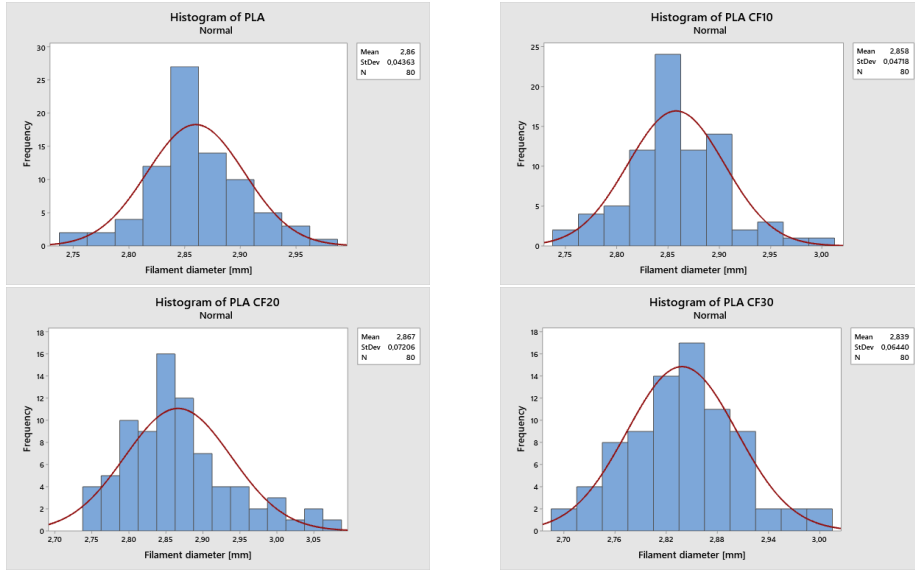 Histogram of PLA
Normal
Mean 2,86
StDev 0,04363
N 80
30
25
20
15
10
5
0
Frequency
2,75 2,80 2,85 2,90 2,95
Filament diameter [mm]
Histogram of PLA CF10
Normal
Mean 2,858
StDev 0,04718
N 80
25
20
15
10
5
0
Frequency
2,75 2,80 2,85 2,90 2,95 3,00
Filament diameter [mm]
Histogram of PLA CF20
Normal
Mean 2,867
StDev 0,07206
N 80
18
16
14
12
10
8
6
4
2
0
Frequency
2,70 2,75 2,80 2,85 2,90 2,95 3,00 3,05
Filament diameter [mm]
Histogram of PLA CF30
Normal
Mean 2,839
StDev 0,06440
N 80
18
16
14
12
10
8
6
4
2
0
Frequency
2,70 2,76 2,82 2,88 2,94 3,00
Filament diameter [mm]